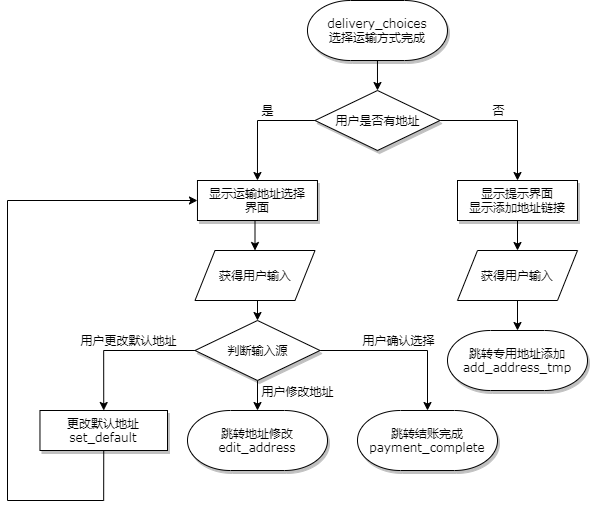 delivery_choices
选择运输方式完成
用户是否有地址
是
否
显示运输地址选择
界面
显示提示界面
显示添加地址链接
获得用户输入
获得用户输入
用户更改默认地址
判断输入源
用户确认选择
跳转专用地址添加
add_address_tmp
用户修改地址
更改默认地址
set_default
跳转地址修改
edit_address
跳转结账完成
payment_complete